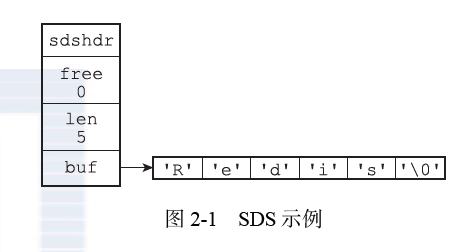 sdshdr
free
0
len
5
buf
'R' 'e' 'd' 'i' 's' '\0'
图 2-1 SDS 示例